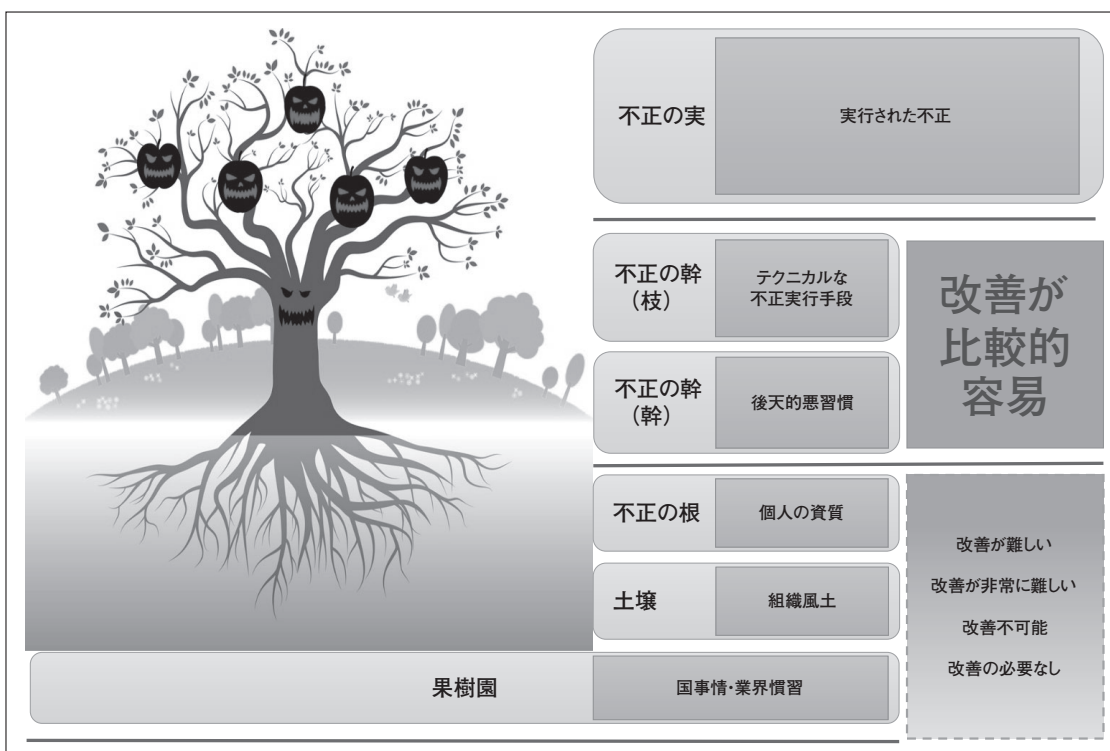 不正の実
実行された不正
不正の幹
（枝）
テクニカルな
不正実行手段
不正の幹
（幹）
後天的悪習慣
改善が
比較的
容易
不正の根
個人の資質
土壌
組織風土
果樹園
国事情・業界慣習
改善が難しい
改善が非常に難しい
改善不可能
改善の必要なし